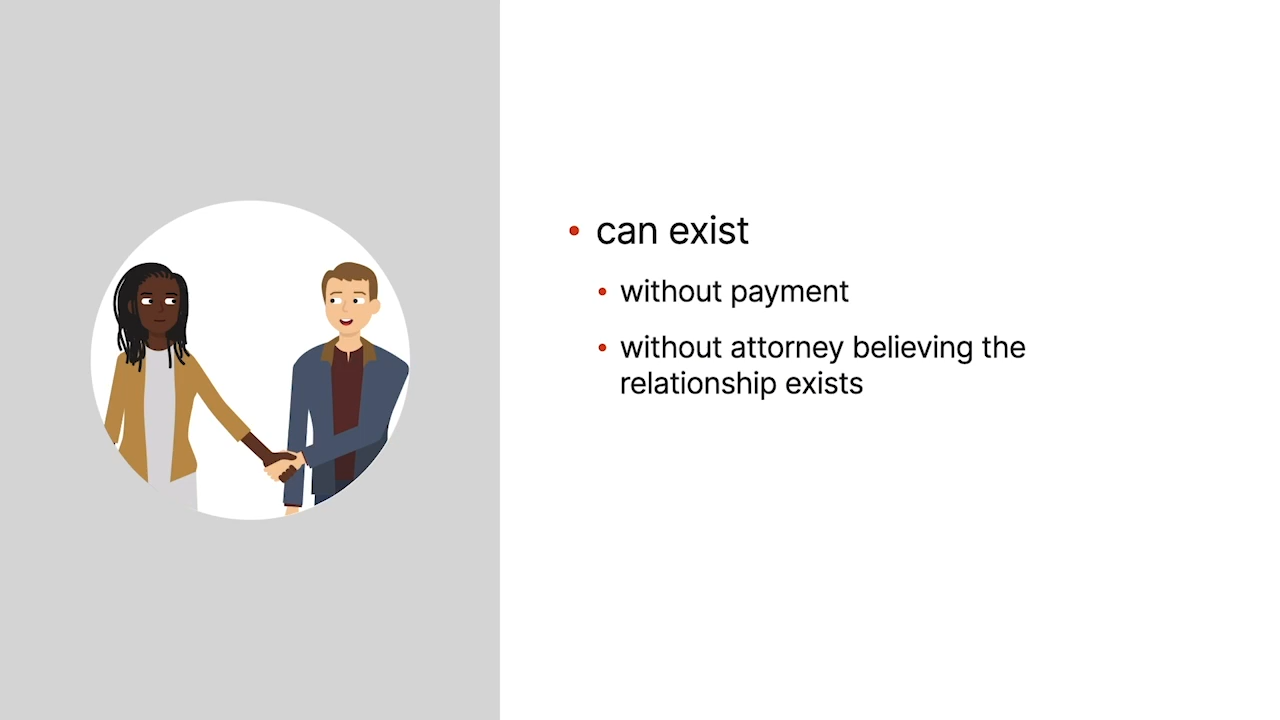 can exist
without payment
without attorney believing the
relationship exists